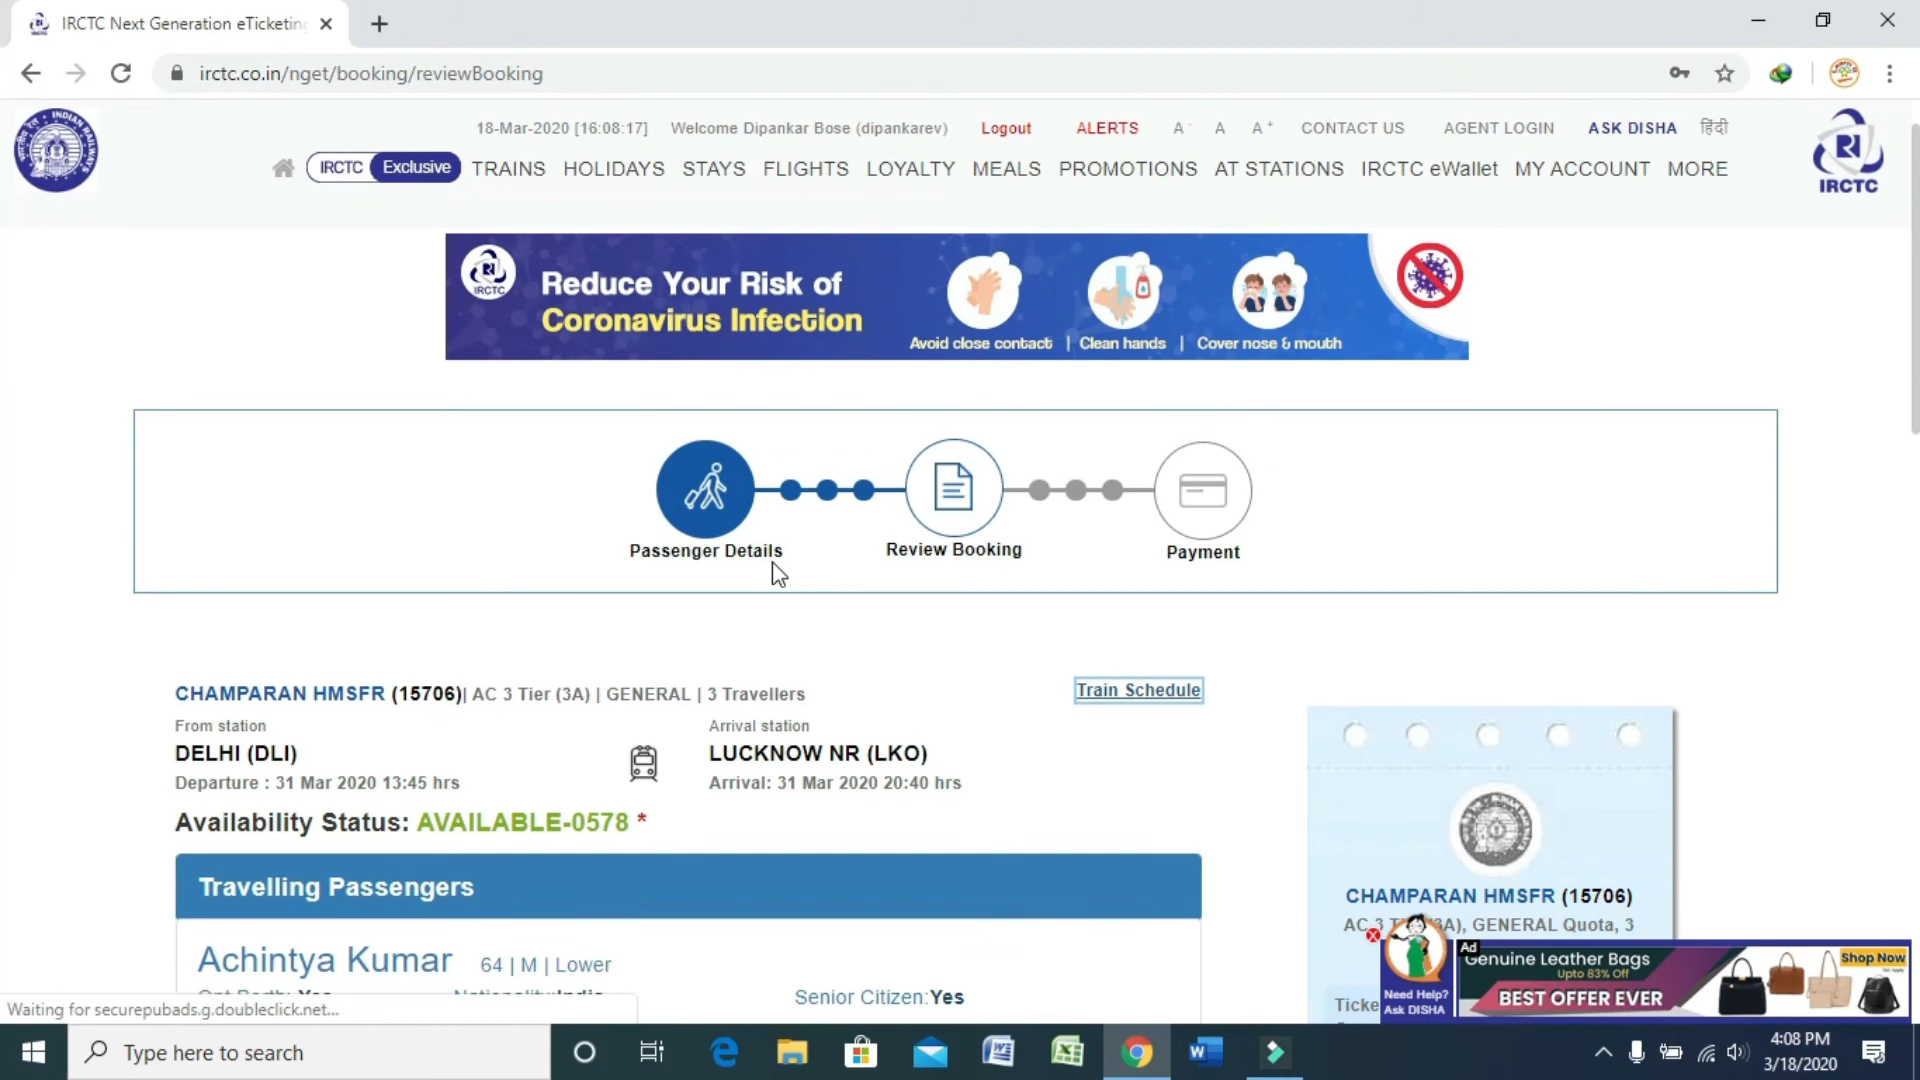 IRCTC Next Generation eTicketin
irctc.co.in/nget/booking/reviewBooking
18-Mar-2020 [16:08:17] Welcome Dipankar Bose (dipankarev) Logout ALERTS A- A A+ CONTACT US AGENT LOGIN ASK DISHA हिंदी
IRCTC Exclusive TRAINS HOLIDAYS STAYS FLIGHTS LOYALTY MEALS PROMOTIONS AT STATIONS IRCTC eWallet MY ACCOUNT MORE
INDIAN RAILWAYS
IRCTC
IRCTC
Reduce Your Risk of
Coronavirus Infection
Avoid close contact | Clean hands | Cover nose & mouth
Passenger Details
Review Booking
Payment
CHAMPARAN HMSFR (15706)| AC 3 Tier (3A) | GENERAL | 3 Travellers
Train Schedule
From station
Arrival station
DELHI (DLI)
LUCKNOW NR (LKO)
Departure : 31 Mar 2020 13:45 hrs
Arrival: 31 Mar 2020 20:40 hrs
Availability Status: AVAILABLE-0578 *
Travelling Passengers
Achintya Kumar 64 | M | Lower
Senior Citizen:Yes
CHAMPARAN HMSFR (15706)
AC 3 A), GENERAL Quota, 3
Ticke
Need Help?
Ask DISHA
Ad
Genuine Leather Bags
Upto 83% Off
BEST OFFER EVER
Shop Now
Waiting for securepubads.g.doubleclick.net...
Type here to search
4:08 PM
3/18/2020